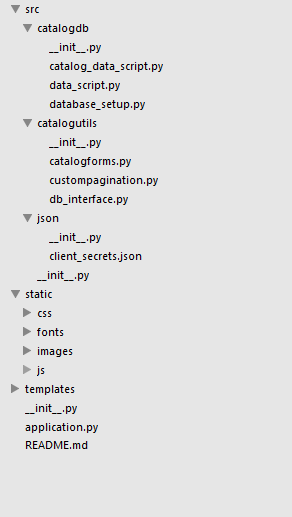 src
catalogdb
__init__.py
catalog_data_script.py
data_script.py
database_setup.py
catalogutils
__init__.py
catalogforms.py
custompagination.py
db_interface.py
json
__init__.py
client_secrets.json
__init__.py
static
css
fonts
images
js
templates
__init__.py
application.py
README.md